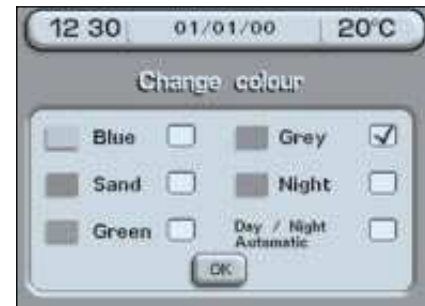 12 30 01/01/00 20°C
Change colour
Blue Grey
Sand Night
Green Day / Night
Automatic
OK